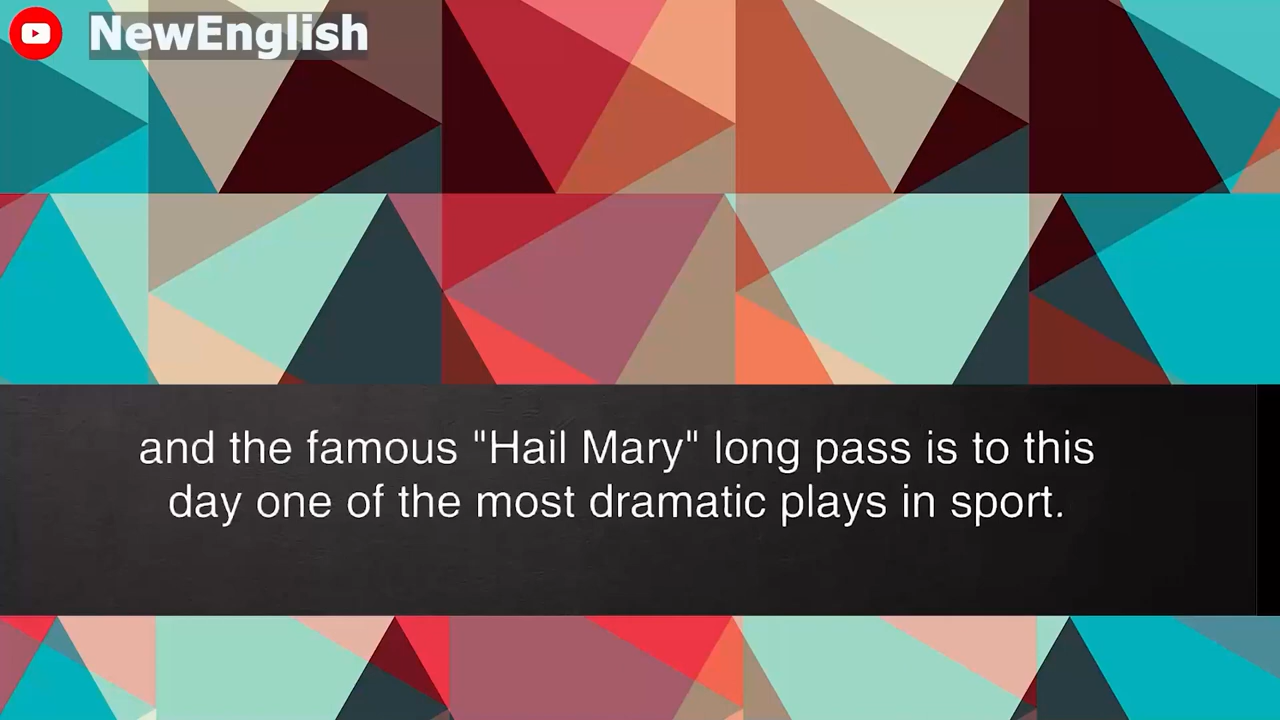 NewEnglish
and the famous "Hail Mary" long pass is to this
day one of the most dramatic plays in sport.